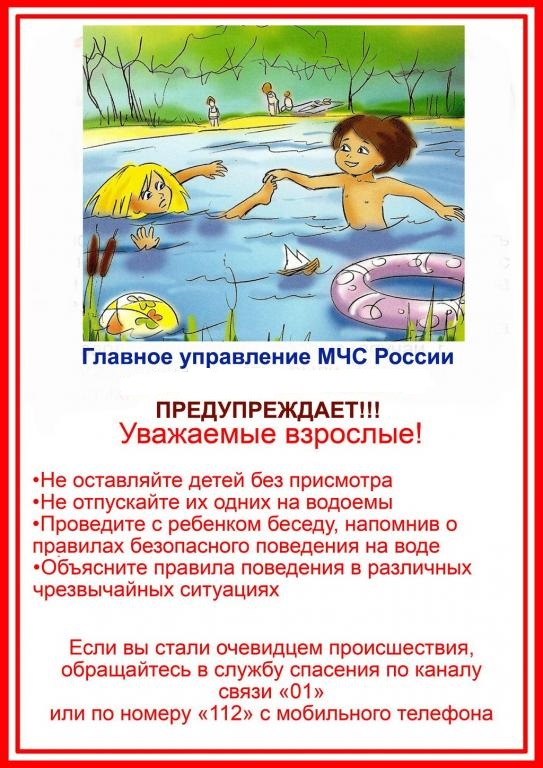 Главное управление МЧС России
ПРЕДУПРЕЖДАЕТ!!!
Уважаемые взрослые!
•Не оставляйте детей без присмотра
•Не отпускайте их одних на водоемы
•Проведите с ребенком беседу, напомнив о
правилах безопасного поведения на воде
•Объясните правила поведения в различных
чрезвычайных ситуациях
Если вы стали очевидцем происшествия,
обращайтесь в службу спасения по каналу
связи «01»
или по номеру «112» с мобильного телефона